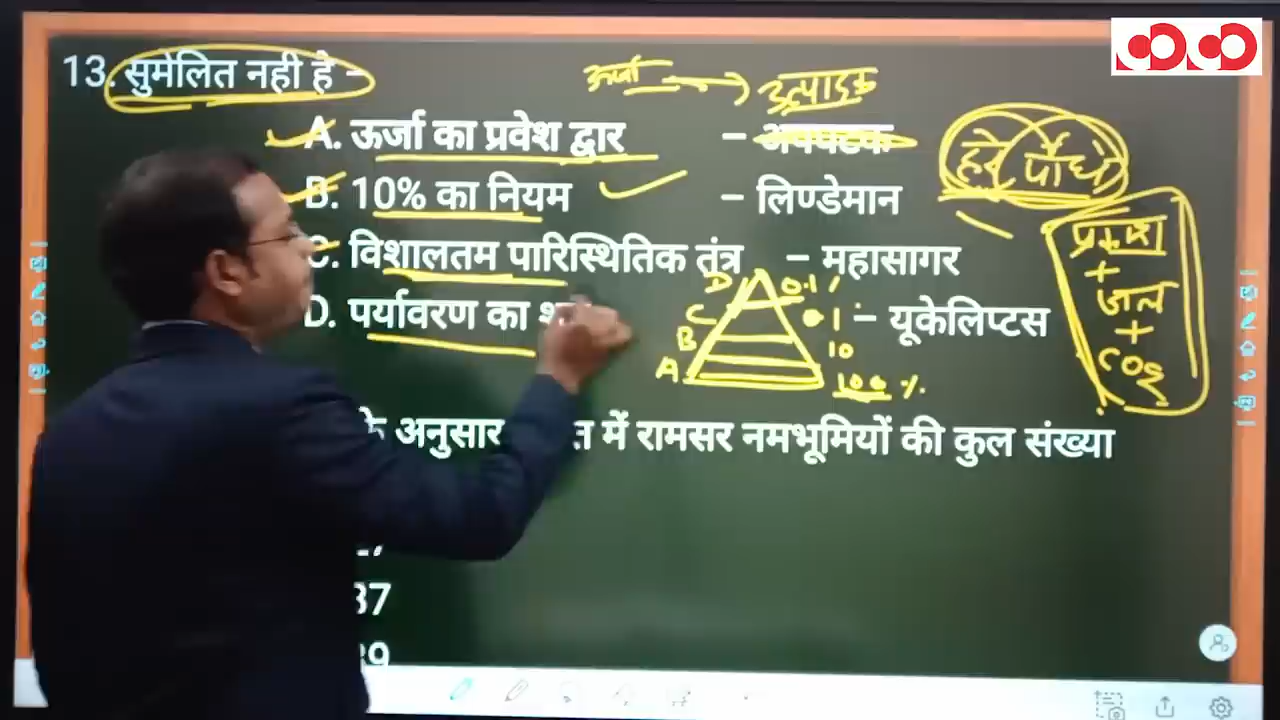 13. सुमेलित नही है -
ऊर्जा → उत्पादक
A. ऊर्जा का प्रवेश द्वार - अपघटक
हरे पौधे
B. 10% का नियम - लिण्डेमान
C. विशालतम पारिस्थितिक तंत्र - महासागर
D. पर्यावरण का - यूकेलिप्टस
प्रकाश
+
जल
+
CO2
D 0.1%
C 1
B 10
A 100 %
के अनुसार में रामसर नमभूमियों की कुल संख्या
37